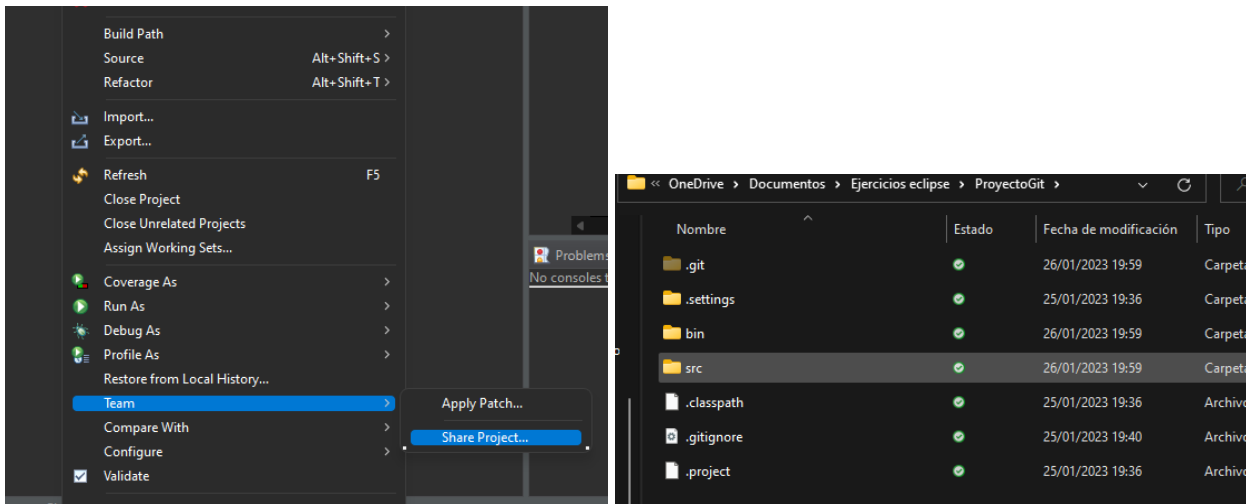 Build Path
Source Alt+Shift+S
Refactor Alt+Shift+T
Import...
Export...
Refresh F5
Close Project
Close Unrelated Projects
Assign Working Sets...
Coverage As
Run As
Debug As
Profile As
Restore from Local History...
Team
Compare With
Configure
Validate
Apply Patch...
Share Project...
Problems
No consoles
« OneDrive › Documentos › Ejercicios eclipse › ProyectoGit ›
Nombre Estado Fecha de modificación Tipo
.git 26/01/2023 19:59 Carpeta
.settings 25/01/2023 19:36 Carpeta
bin 26/01/2023 19:59 Carpeta
src 26/01/2023 19:59 Carpeta
.classpath 25/01/2023 19:36 Archivo
.gitignore 25/01/2023 19:40 Archivo
.project 25/01/2023 19:36 Archivo